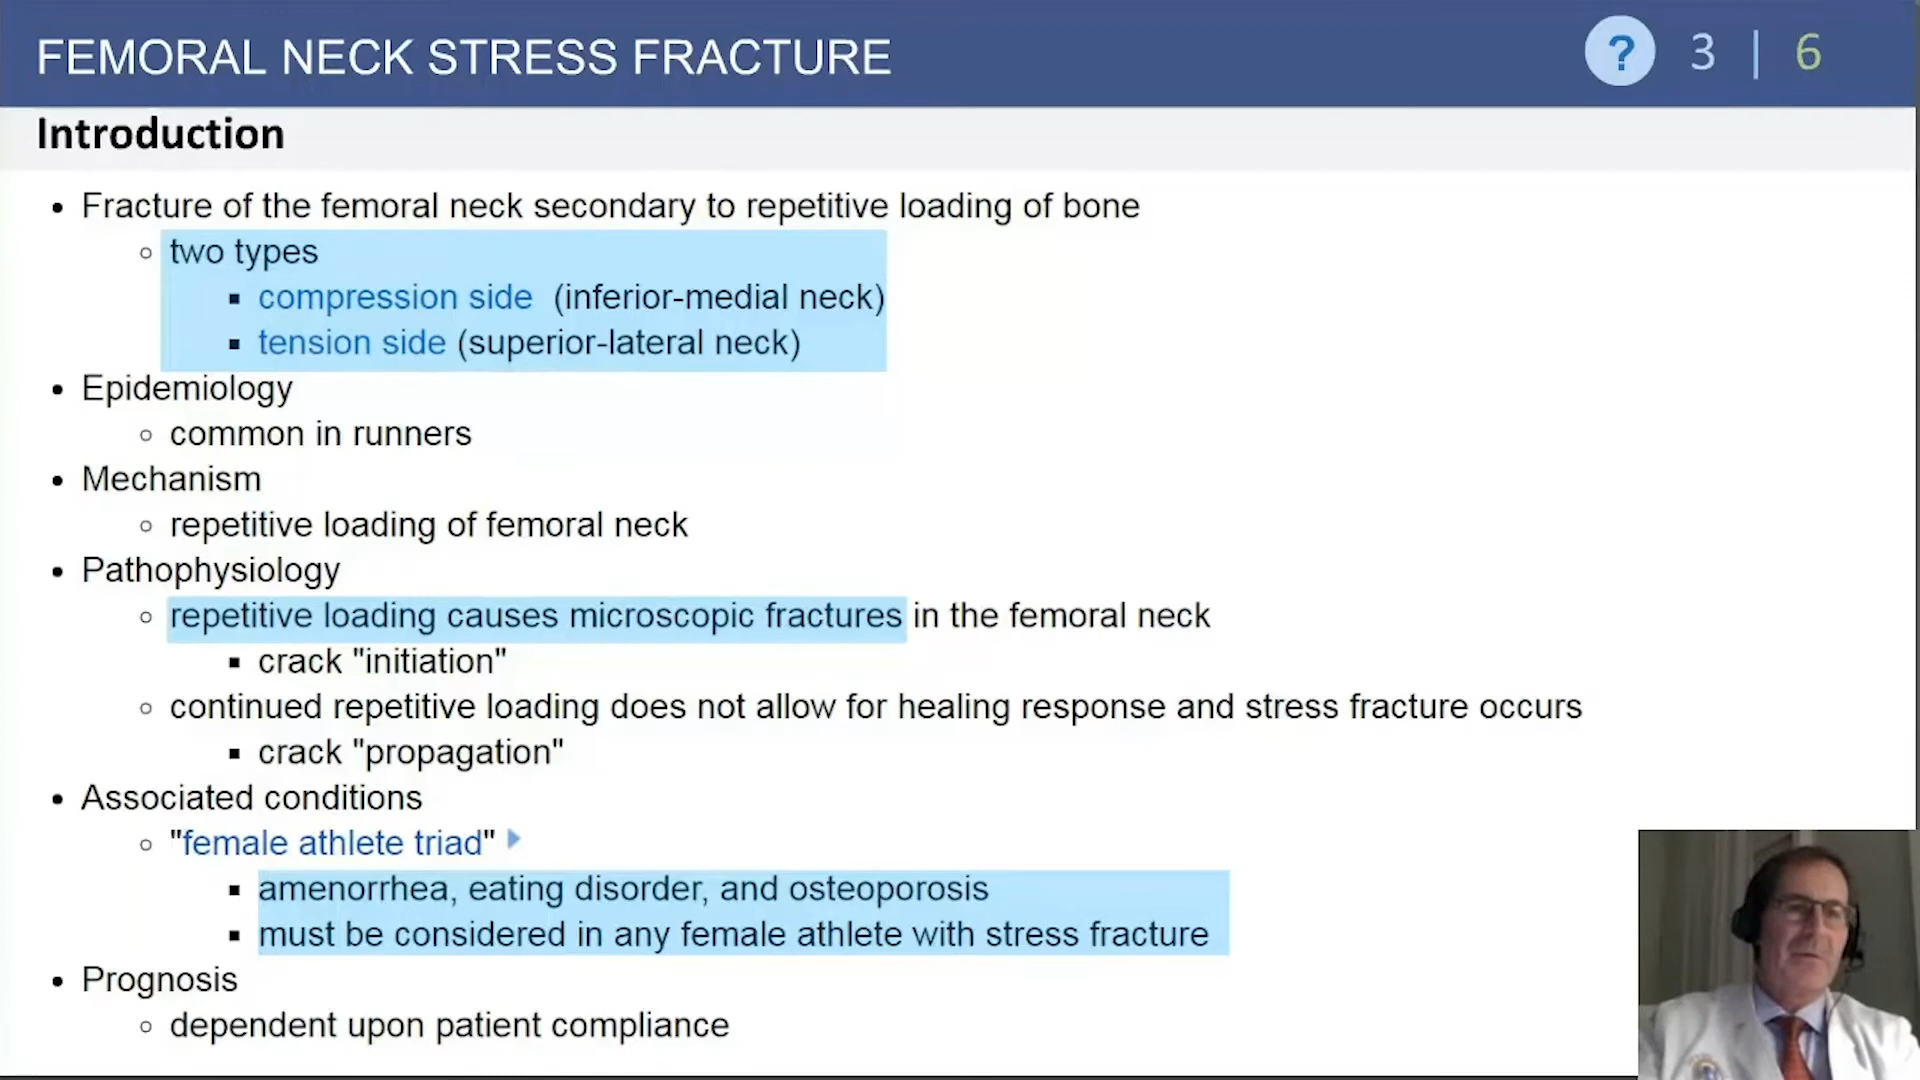 FEMORAL NECK STRESS FRACTURE
? 3 | 6
Introduction
• Fracture of the femoral neck secondary to repetitive loading of bone
○ two types
▪ compression side (inferior-medial neck)
▪ tension side (superior-lateral neck)
• Epidemiology
○ common in runners
• Mechanism
○ repetitive loading of femoral neck
• Pathophysiology
○ repetitive loading causes microscopic fractures in the femoral neck
▪ crack "initiation"
○ continued repetitive loading does not allow for healing response and stress fracture occurs
▪ crack "propagation"
• Associated conditions
○ "female athlete triad"
▪ amenorrhea, eating disorder, and osteoporosis
▪ must be considered in any female athlete with stress fracture
• Prognosis
○ dependent upon patient compliance